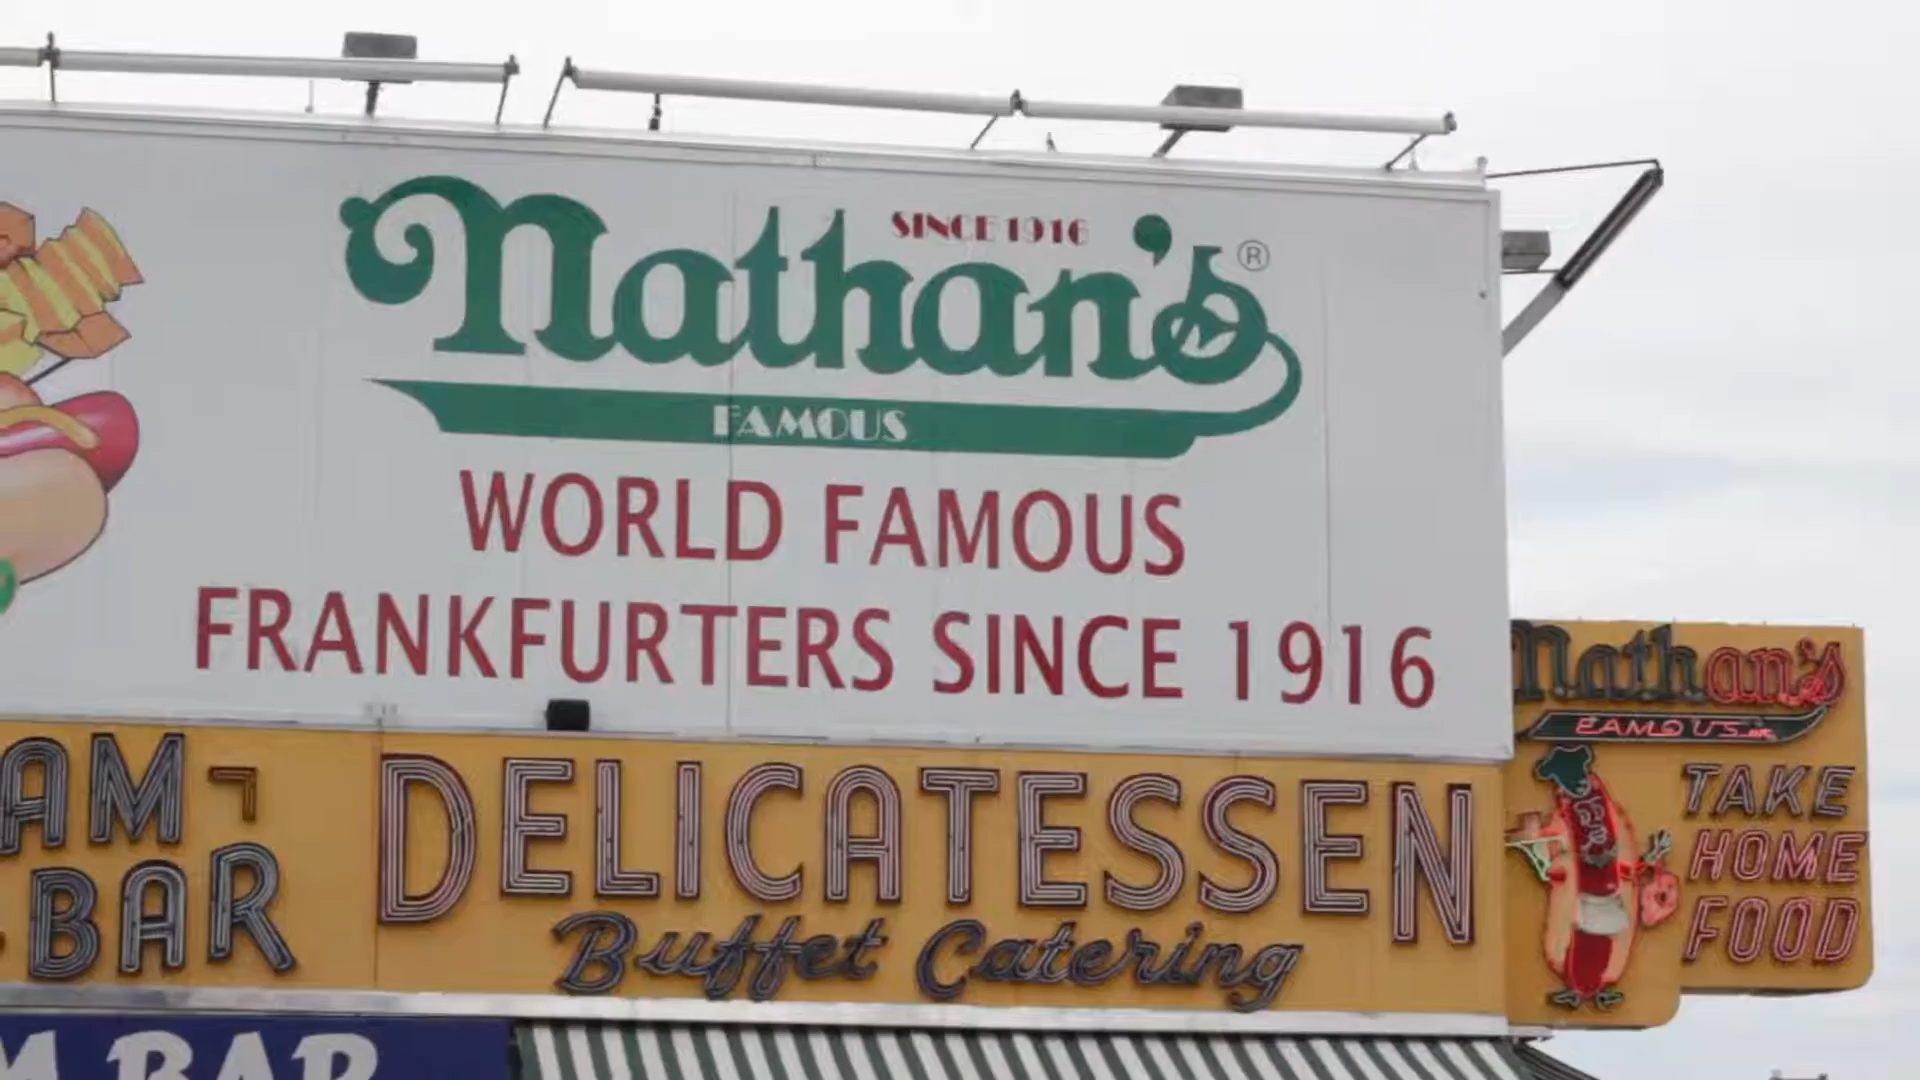 SINCE 1916
Nathan's ®
FAMOUS
WORLD FAMOUS
FRANKFURTERS SINCE 1916
AM
BAR
DELICATESSEN
Buffet Catering
Nathan's
FAMOUS
TAKE
HOME
FOOD
M BAR